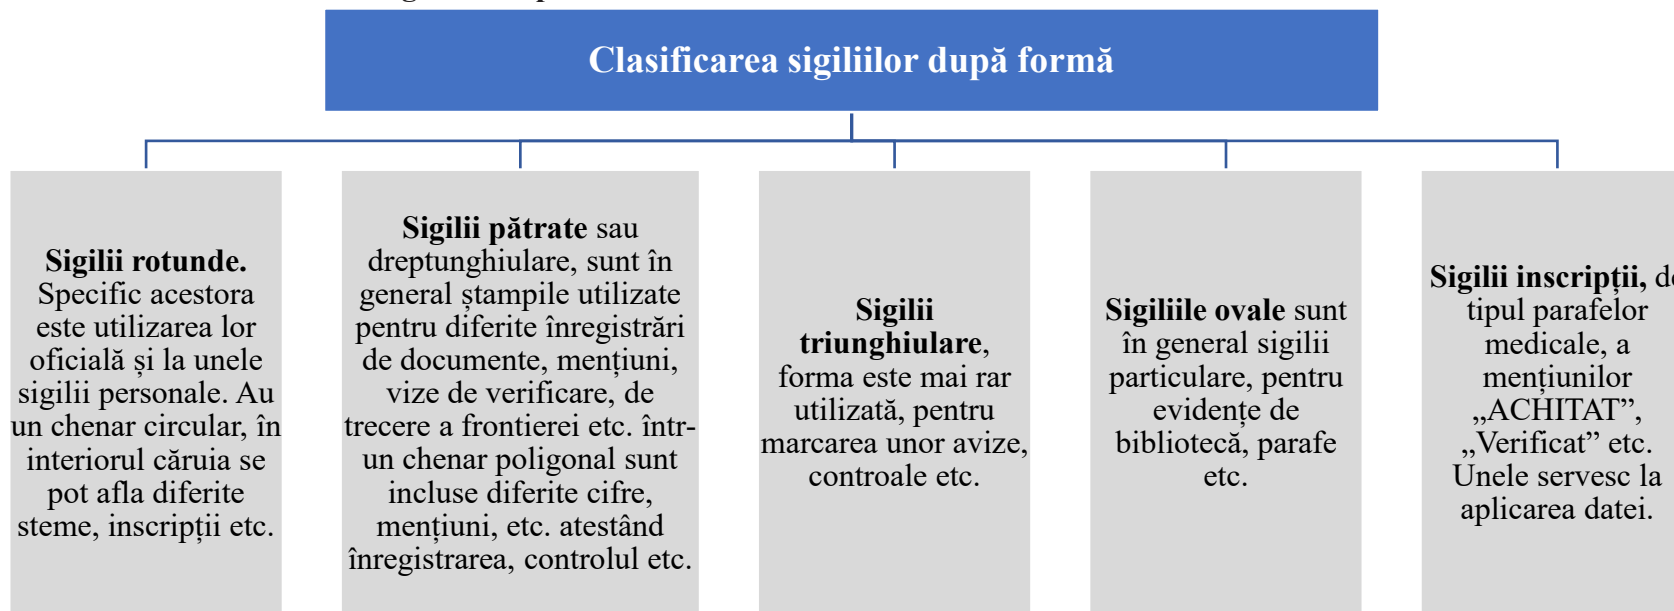 Clasificarea sigiliilor după formă
Sigilii rotunde.
Specific acestora
este utilizarea lor
oficială și la unele
sigilii personale. Au
un chenar circular, în
interiorul căruia se
pot afla diferite
steme, inscripții etc.
Sigilii pătrate sau
dreptunghiulare, sunt în
general ștampile utilizate
pentru diferite înregistrări
de documente, mențiuni,
vize de verificare, de
trecere a frontierei etc. într-
un chenar poligonal sunt
incluse diferite cifre,
mențiuni, etc. atestând
înregistrarea, controlul etc.
Sigilii
triunghiulare,
forma este mai rar
utilizată, pentru
marcarea unor avize,
controale etc.
Sigiliile ovale sunt
în general sigilii
particulare, pentru
evidențe de
bibliotecă, parafe
etc.
Sigilii inscripții, de
tipul parafelor
medicale, a
mențiunilor
„ACHITAT”,
„Verificat” etc.
Unele servesc la
aplicarea datei.